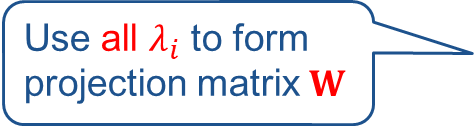 Use all λᵢ to form
projection matrix W